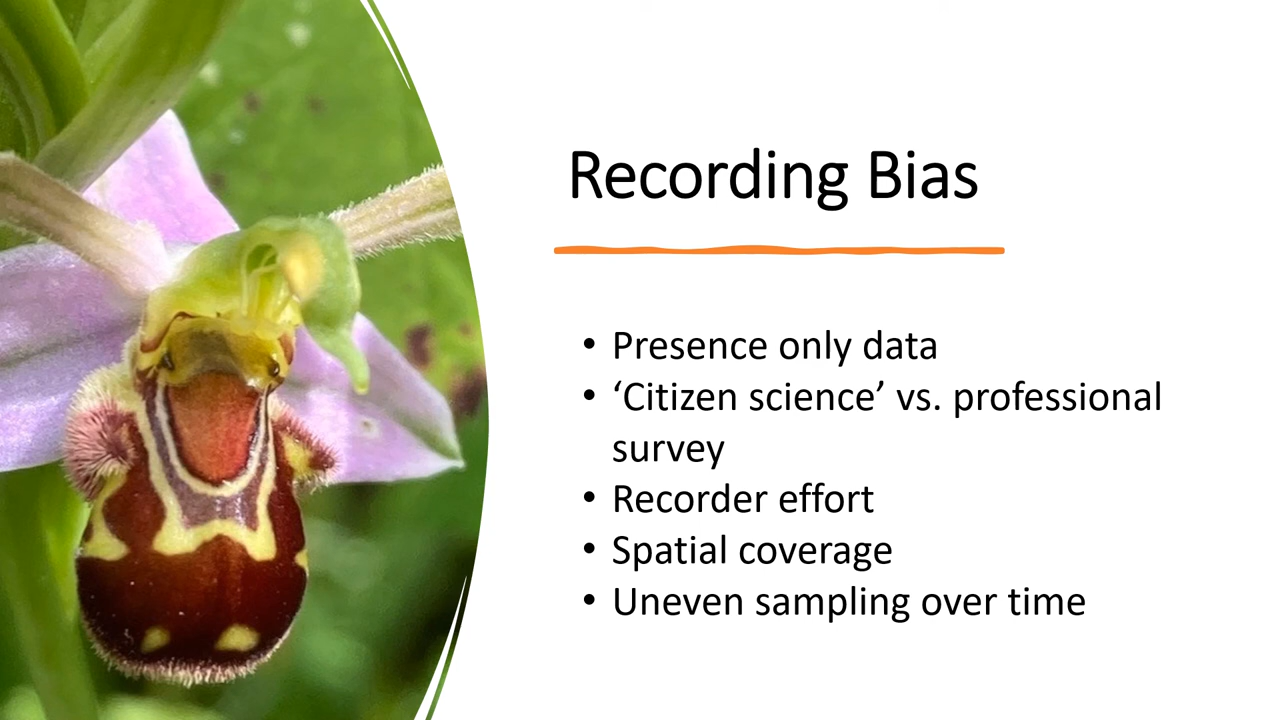 Recording Bias
• Presence only data
• ‘Citizen science’ vs. professional
survey
• Recorder effort
• Spatial coverage
• Uneven sampling over time